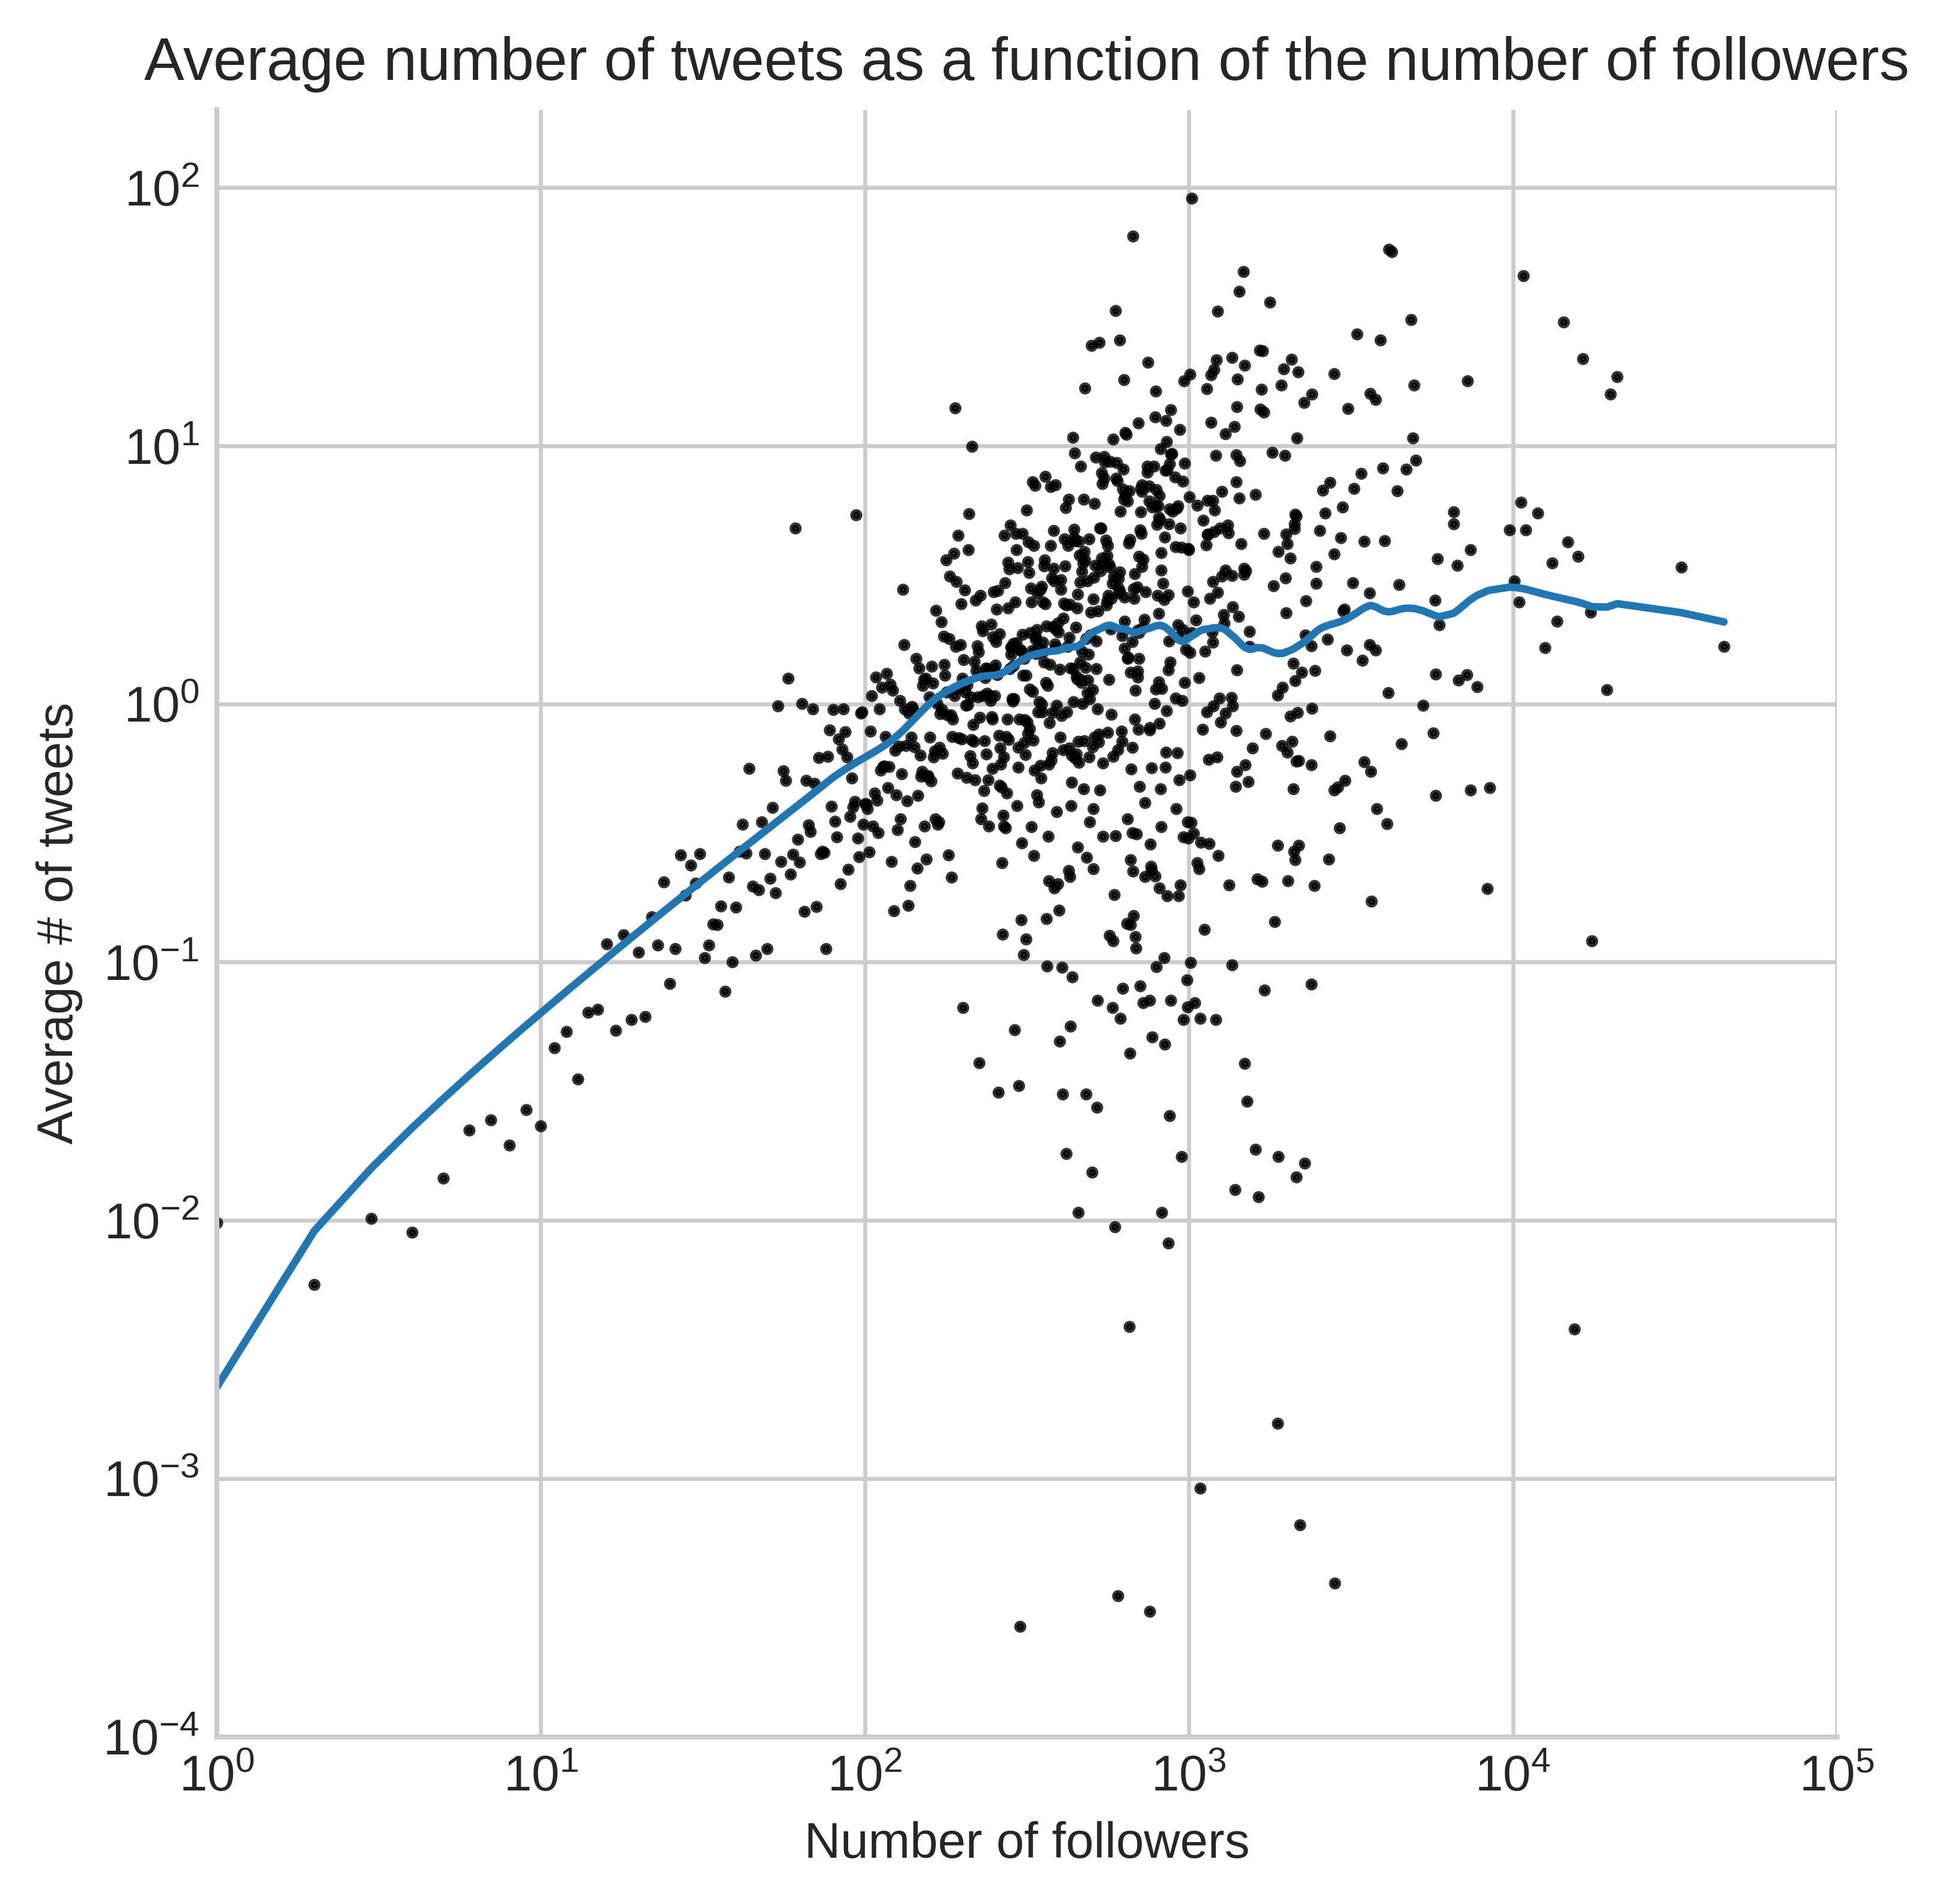 Average number of tweets as a function of the number of followers
10²
10¹
10⁰
10⁻¹
10⁻²
10⁻³
10⁻⁴
Average # of tweets
10⁰ 10¹ 10² 10³ 10⁴ 10⁵
Number of followers